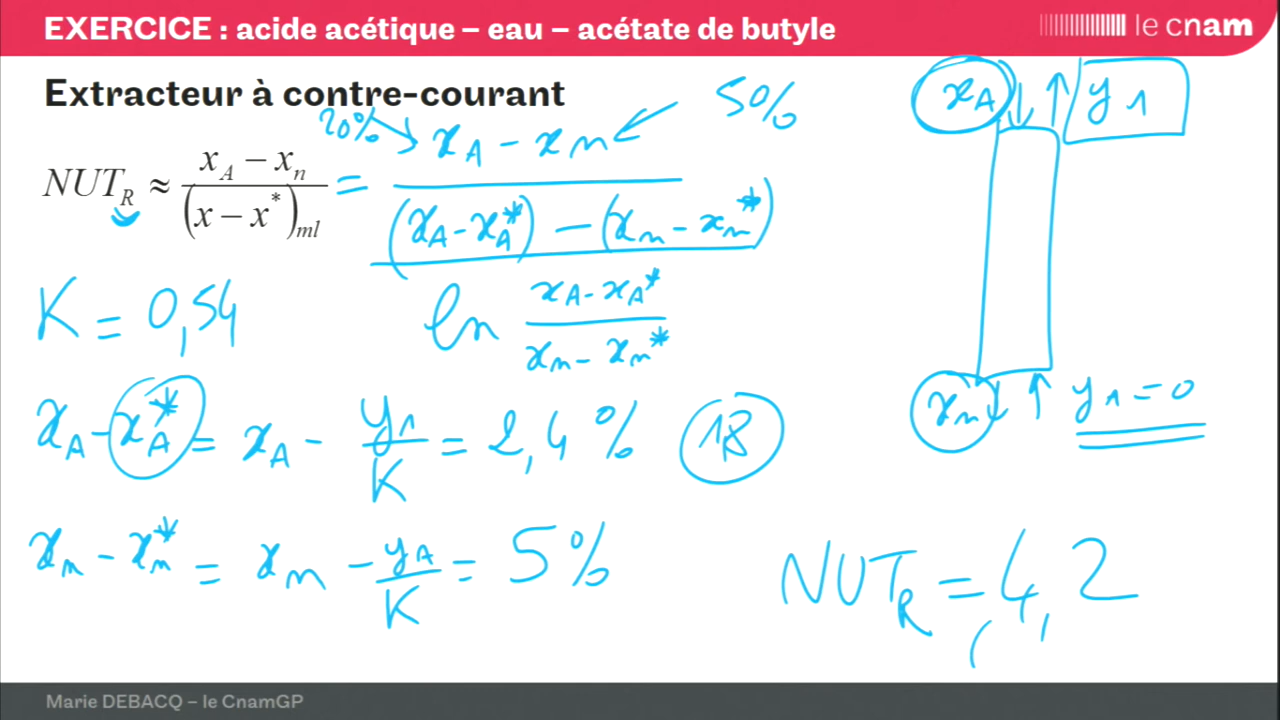 EXERCICE : acide acétique – eau – acétate de butyle
le cnam
Extracteur à contre-courant
20% 50%
NUT_R ≈ (x_A − x_n) / (x − x*)_ml = (x_A − x_n) / (((x_A − x_A*) − (x_n − x_n*)) / ln ((x_A − x_A*) / (x_n − x_n*)))
x_A ↓ ↑ y_1
K = 0,54
x_A − x_A* = x_A − y_1/K = 2,4 % 18
x_n ↓ ↑ y_A = 0
x_n − x_n* = x_n − y_A/K = 5%
NUT_R = 4,2
(
Marie DEBACQ – le CnamGP